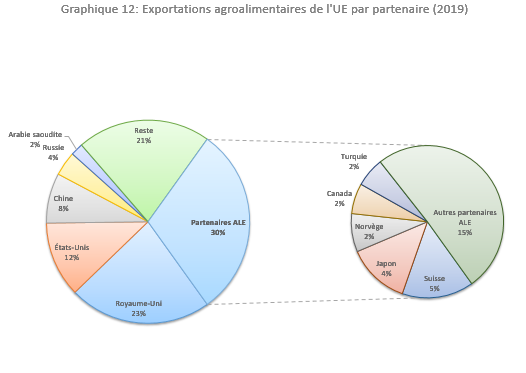 Graphique 12: Exportations agroalimentaires de l'UE par partenaire (2019)
Reste
21%
Arabie saoudite
2%
Russie
4%
Chine
8%
États-Unis
12%
Royaume-Uni
23%
Partenaires ALE
30%
Turquie
2%
Canada
2%
Norvège
2%
Japon
4%
Suisse
5%
Autres partenaires
ALE
15%